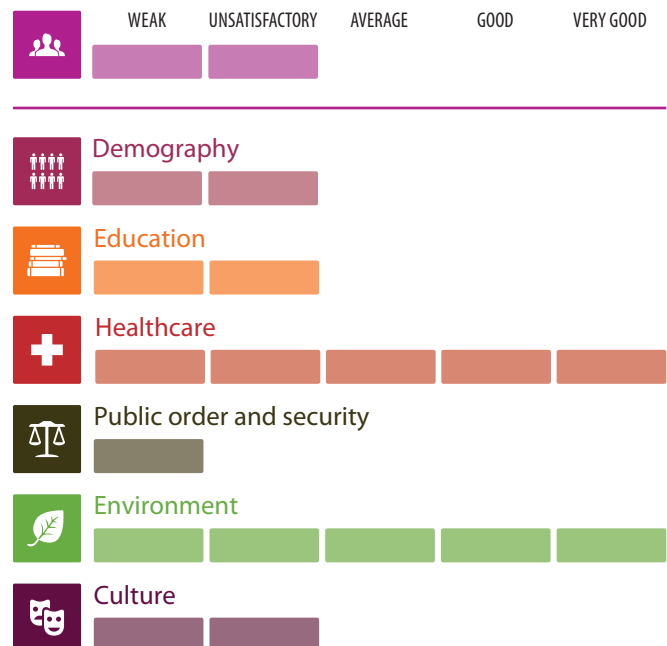 WEAK UNSATISFACTORY AVERAGE GOOD VERY GOOD
Demography
Education
Healthcare
Public order and security
Environment
Culture